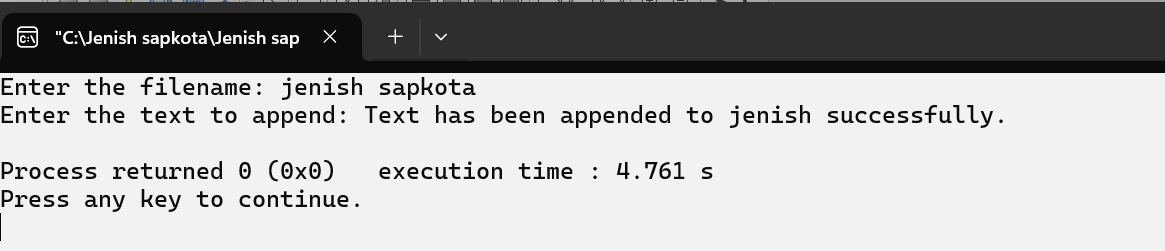 C:\
"C:\Jenish sapkota\Jenish sap
Enter the filename: jenish sapkota
Enter the text to append: Text has been appended to jenish successfully.
Process returned 0 (0x0)   execution time : 4.761 s
Press any key to continue.